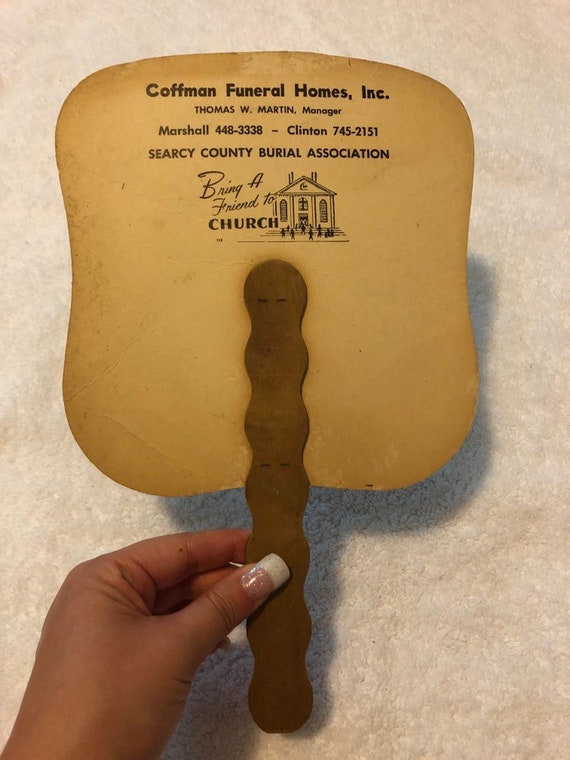 Coffman Funeral Homes, Inc.
THOMAS W. MARTIN, Manager
Marshall 448-3338 – Clinton 745-2151
SEARCY COUNTY BURIAL ASSOCIATION
Bring A
Friend to
CHURCH